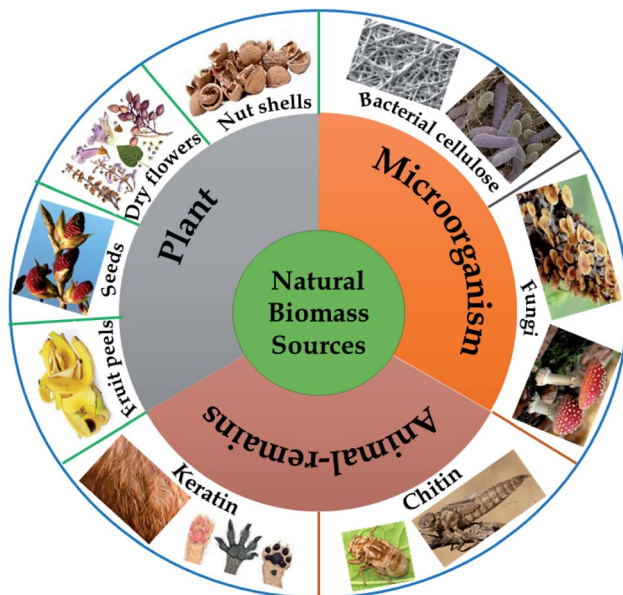 Natural
Biomass
Sources
Plant
Microorganism
Animal-remains
Nut shells
Dry flowers
Seeds
Fruit peels
Bacterial cellulose
Fungi
Chitin
Keratin